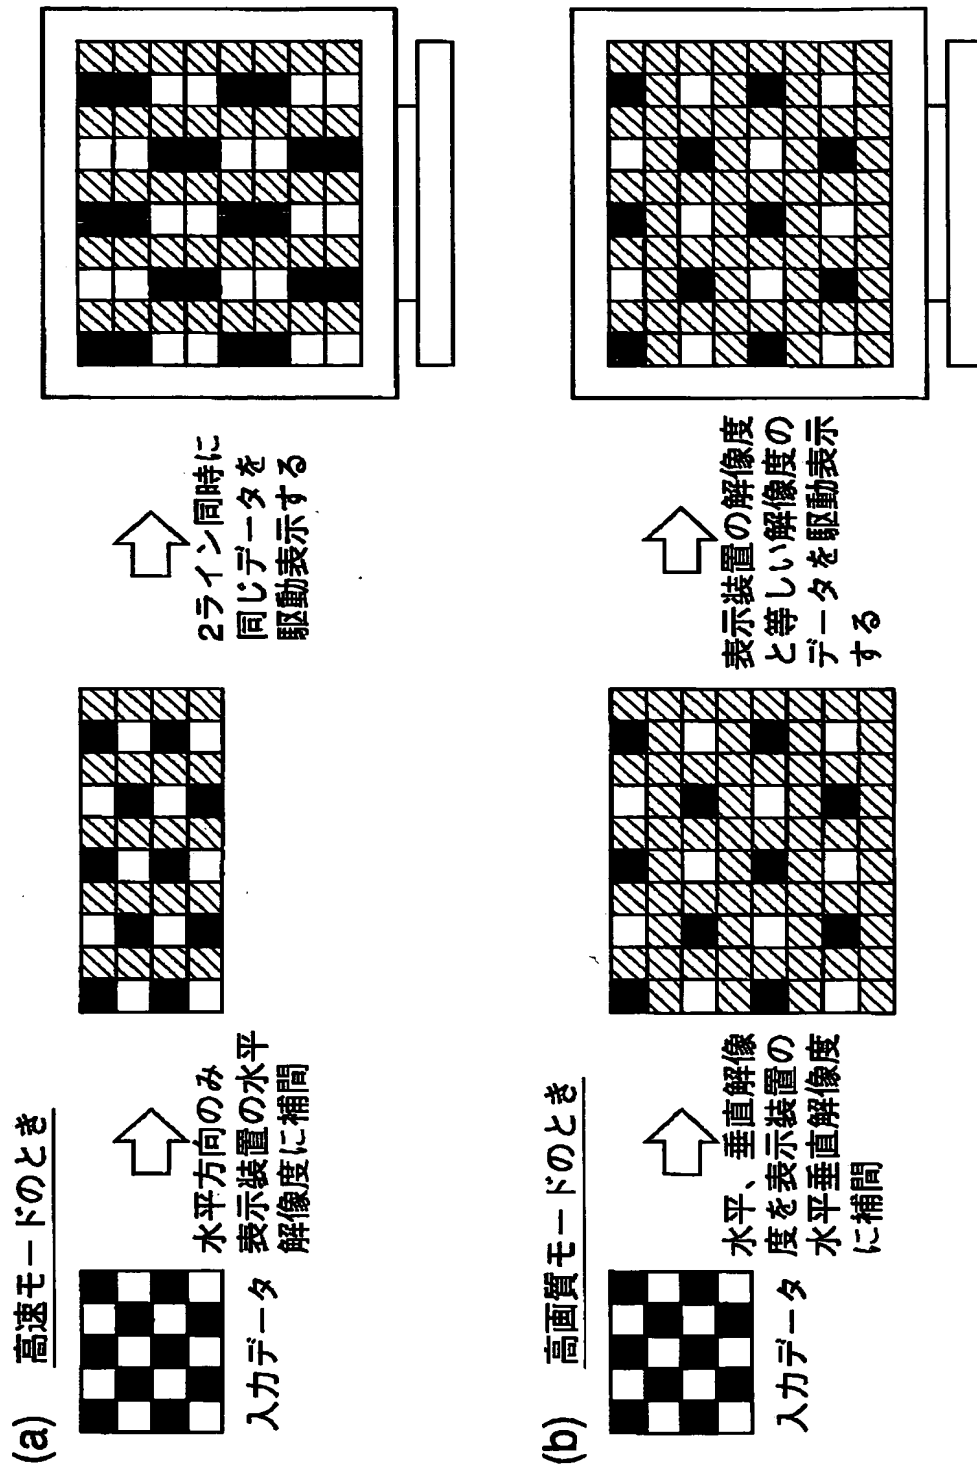 (a) 高速モードのとき
入力データ
水平方向のみ
表示装置の水平
解像度に補間
2ライン同時に
同じデータを
駆動表示する
(b) 高画質モードのとき
入力データ
水平、垂直解像
度を表示装置の
水平垂直解像度
に補間
表示装置の解像度
と等しい解像度の
データを駆動表示
する